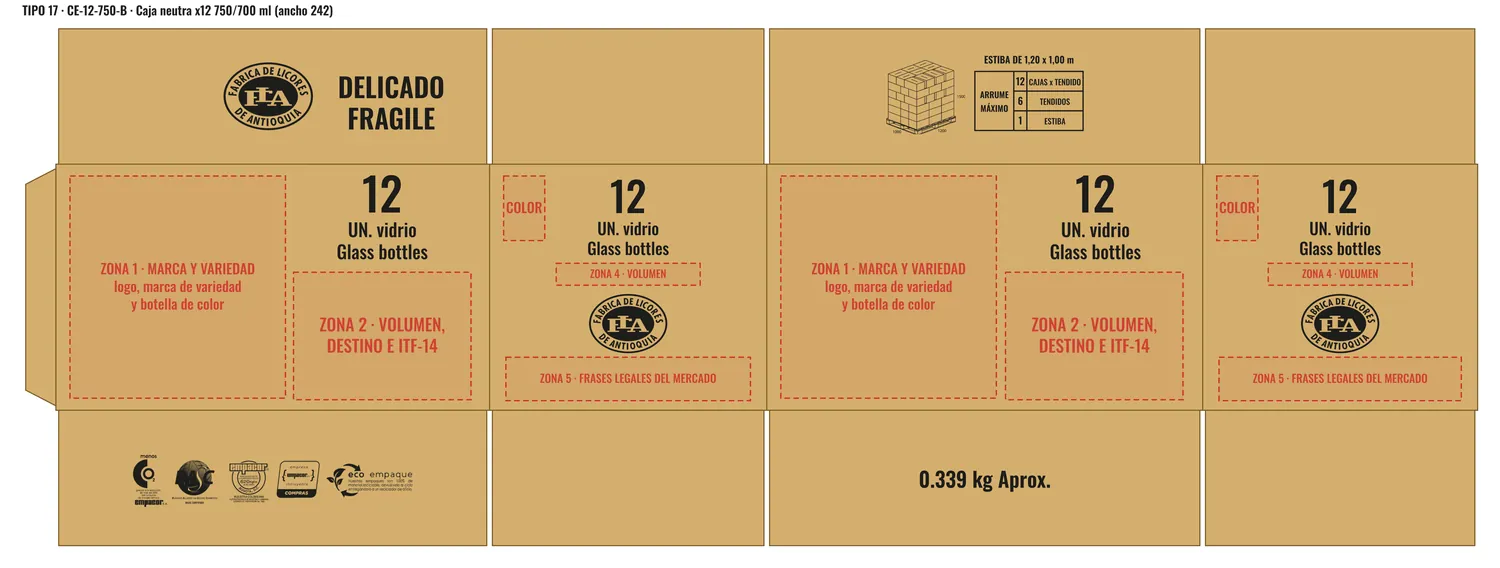 TIPO 17 · CE-12-750-B · Caja neutra x12 750/700 ml (ancho 242)
FABRICA DE LICORES
FLA
DE ANTIOQUIA
DELICADO
FRAGILE
ESTIBA DE 1,20 x 1,00 m
ARRUME
MÁXIMO
12 CAJAS x TENDIDO
6 TENDIDOS
1 ESTIBA
ZONA 1 · MARCA Y VARIEDAD
logo, marca de variedad
y botella de color
12
UN. vidrio
Glass bottles
ZONA 2 · VOLUMEN,
DESTINO E ITF-14
COLOR
12
UN. vidrio
Glass bottles
ZONA 4 · VOLUMEN
FABRICA DE LICORES
FLA
DE ANTIOQUIA
ZONA 5 · FRASES LEGALES DEL MERCADO
ZONA 1 · MARCA Y VARIEDAD
logo, marca de variedad
y botella de color
12
UN. vidrio
Glass bottles
ZONA 2 · VOLUMEN,
DESTINO E ITF-14
COLOR
12
UN. vidrio
Glass bottles
ZONA 4 · VOLUMEN
FABRICA DE LICORES
FLA
DE ANTIOQUIA
ZONA 5 · FRASES LEGALES DEL MERCADO
menos
CO2
empacor
empacor
empresa
empacor
COMPRAS
eco empaque
0.339 kg Aprox.